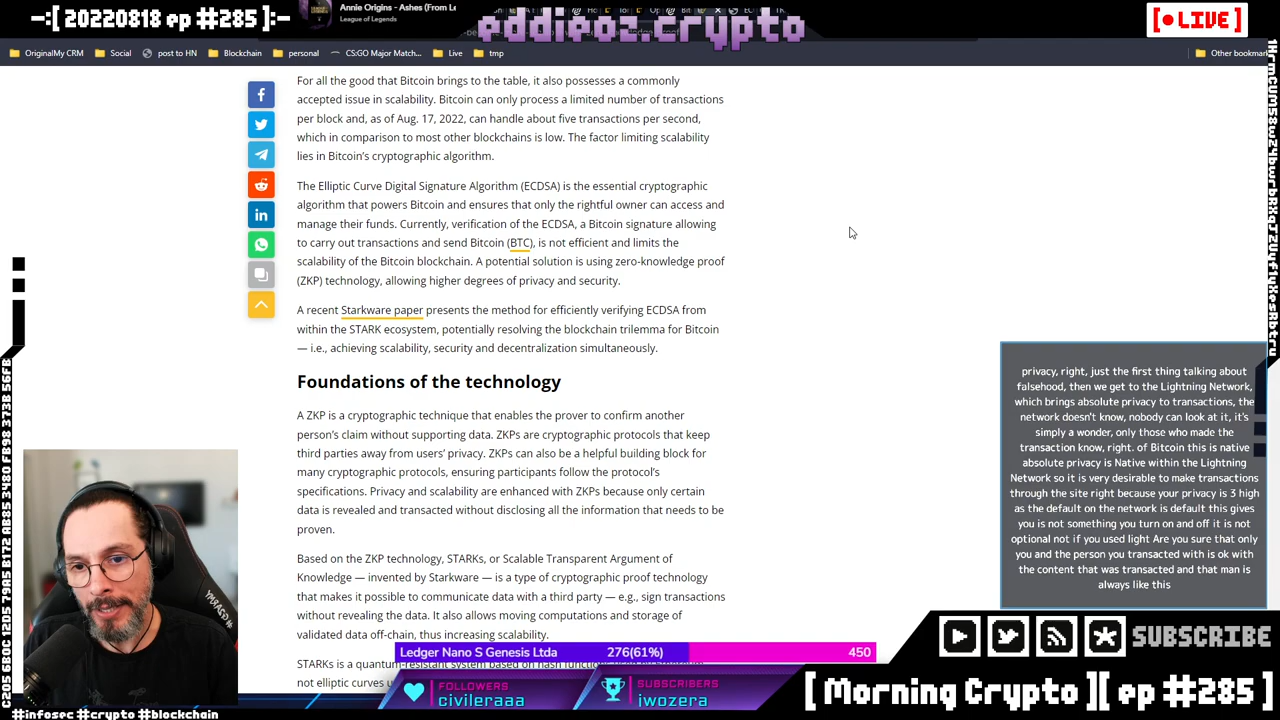 -:[ 20220818 ep #285 ]:-
Annie Origins - Ashes (From Le
League of Legends
eddieoz.crypto
[ LIVE ]
OriginalMy CRM
Social
post to HN
Blockchain
personal
CS:GO Major Match...
Live
tmp
Other bookmar
For all the good that Bitcoin brings to the table, it also possesses a commonly
accepted issue in scalability. Bitcoin can only process a limited number of transactions
per block and, as of Aug. 17, 2022, can handle about five transactions per second,
which in comparison to most other blockchains is low. The factor limiting scalability
lies in Bitcoin's cryptographic algorithm.
The Elliptic Curve Digital Signature Algorithm (ECDSA) is the essential cryptographic
algorithm that powers Bitcoin and ensures that only the rightful owner can access and
manage their funds. Currently, verification of the ECDSA, a Bitcoin signature allowing
to carry out transactions and send Bitcoin (BTC), is not efficient and limits the
scalability of the Bitcoin blockchain. A potential solution is using zero-knowledge proof
(ZKP) technology, allowing higher degrees of privacy and security.
A recent Starkware paper presents the method for efficiently verifying ECDSA from
within the STARK ecosystem, potentially resolving the blockchain trilemma for Bitcoin
— i.e., achieving scalability, security and decentralization simultaneously.
Foundations of the technology
A ZKP is a cryptographic technique that enables the prover to confirm another
person's claim without supporting data. ZKPs are cryptographic protocols that keep
third parties away from users' privacy. ZKPs can also be a helpful building block for
many cryptographic protocols, ensuring participants follow the protocol's
specifications. Privacy and scalability are enhanced with ZKPs because only certain
data is revealed and transacted without disclosing all the information that needs to be
proven.
Based on the ZKP technology, STARKs, or Scalable Transparent Argument of
Knowledge — invented by Starkware — is a type of cryptographic proof technology
that makes it possible to communicate data with a third party — e.g., sign transactions
without revealing the data. It also allows moving computations and storage of
validated data off-chain, thus increasing scalability.
STARKs is a quantum-resistant system based on hash functions used by
not elliptic curves
privacy, right, just the first thing talking about
falsehood, then we get to the Lightning Network,
which brings absolute privacy to transactions, the
network doesn't know, nobody can look at it, it's
simply a wonder, only those who made the
transaction know, right. of Bitcoin this is native
absolute privacy is Native within the Lightning
Network so it is very desirable to make transactions
through the site right because your privacy is 3 high
as the default on the network is default this gives
you is not something you turn on and off it is not
optional not if you used light Are you sure that only
you and the person you transacted with is ok with
the content that was transacted and that man is
always like this
Ledger Nano S Genesis Ltda
276(61%)
450
FOLLOWERS
civileraaa
SUBSCRIBERS
iwozera
SUBSCRIBE
[ Morning Crypto ][ ep #285 ]
#infosec #crypto #blockchain